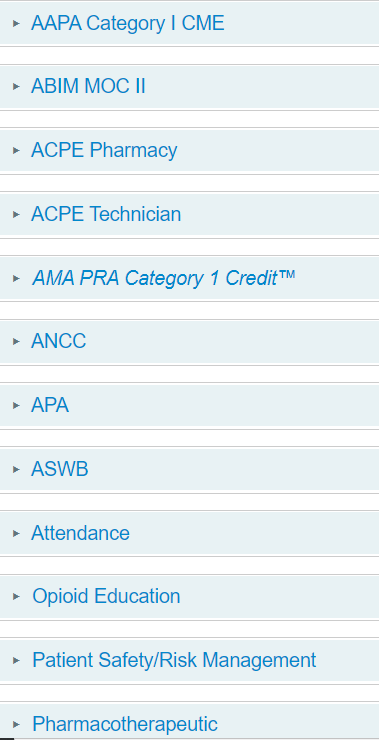 AAPA Category I CME
ABIM MOC II
ACPE Pharmacy
ACPE Technician
AMA PRA Category 1 Credit™
ANCC
APA
ASWB
Attendance
Opioid Education
Patient Safety/Risk Management
Pharmacotherapeutic